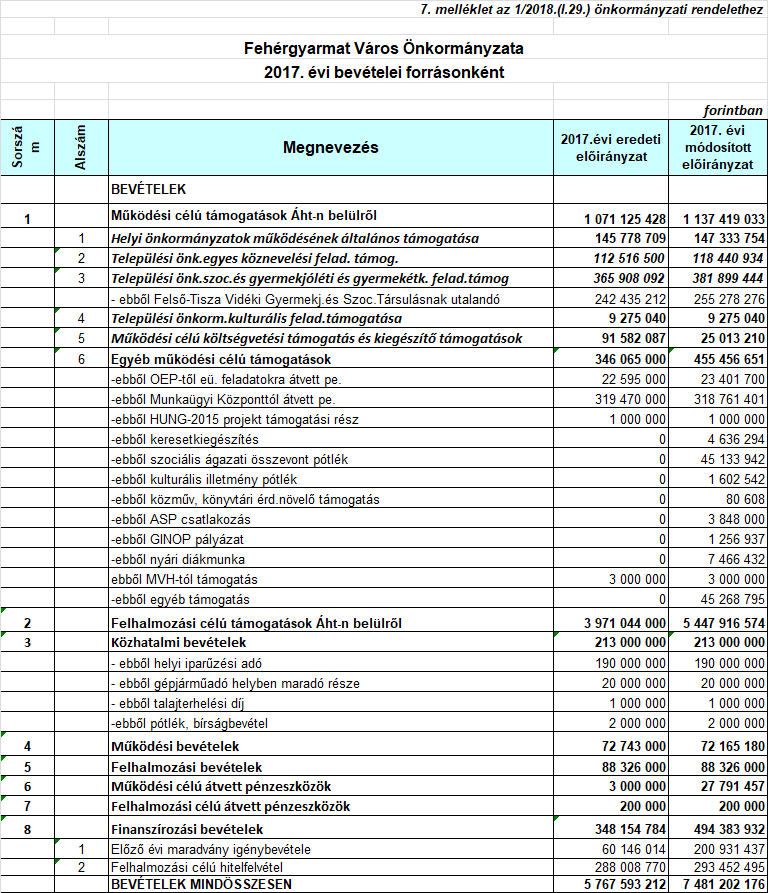 7. melléklet az 1/2018.(I.29.) önkormányzati rendelethez
Fehérgyarmat Város Önkormányzata
2017. évi bevételei forrásonként
forintban
Sorszám Alszám Megnevezés 2017.évi eredeti előirányzat 2017. évi módosított előirányzat
BEVÉTELEK
1 Működési célú támogatások Áht-n belülről 1 071 125 428 1 137 419 033
1 Helyi önkormányzatok működésének általános támogatása 145 778 709 147 333 754
2 Települési önk.egyes köznevelési felad. támog. 112 516 500 118 440 934
3 Települési önk.szoc.és gyermekjóléti és gyermekétk. felad.támog 365 908 092 381 899 444
- ebből Felső-Tisza Vidéki Gyermekj.és Szoc.Társulásnak utalandó 242 435 212 255 278 276
4 Települési önkorm.kulturális felad.támogatása 9 275 040 9 275 040
5 Működési célú költségvetési támogatás és kiegészítő támogatások 91 582 087 25 013 210
6 Egyéb működési célú támogatások 346 065 000 455 456 651
-ebből OEP-től eü. feladatokra átvett pe. 22 595 000 23 401 700
-ebből Munkaügyi Központtól átvett pe. 319 470 000 318 761 401
-ebből HUNG-2015 projekt támogatási rész 1 000 000 1 000 000
-ebből keresetkiegészítés 0 4 636 294
-ebből szociális ágazati összevont pótlék 0 45 133 942
-ebből kulturális illetmény pótlék 0 1 602 542
-ebből közműv, könyvtári érd.növelő támogatás 0 80 608
-ebből ASP csatlakozás 0 3 848 000
-ebből GINOP pályázat 0 1 256 937
-ebből nyári diákmunka 0 7 466 432
ebből MVH-tól támogatás 3 000 000 3 000 000
-ebből egyéb támogatás 0 45 268 795
2 Felhalmozási célú támogatások Áht-n belülről 3 971 044 000 5 447 916 574
3 Közhatalmi bevételek 213 000 000 213 000 000
- ebből helyi iparűzési adó 190 000 000 190 000 000
- ebből gépjárműadó helyben maradó része 20 000 000 20 000 000
- ebből talajterhelési díj 1 000 000 1 000 000
-ebből pótlék, bírságbevétel 2 000 000 2 000 000
4 Működési bevételek 72 743 000 72 165 180
5 Felhalmozási bevételek 88 326 000 88 326 000
6 Működési célú átvett pénzeszközök 3 000 000 27 791 457
7 Felhalmozási célú átvett pénzeszközök 200 000 200 000
8 Finanszírozási bevételek 348 154 784 494 383 932
1 Előző évi maradvány igénybevétele 60 146 014 200 931 437
2 Felhalmozási célú hitelfelvétel 288 008 770 293 452 495
BEVÉTELEK MINDÖSSZESEN 5 767 593 212 7 481 202 176